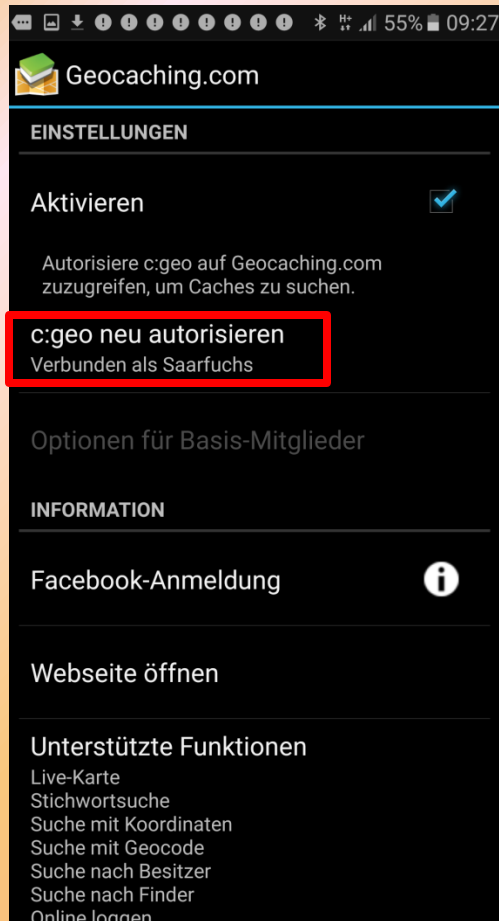 55% 09:27
Geocaching.com
EINSTELLUNGEN
Aktivieren
Autorisiere c:geo auf Geocaching.com
zuzugreifen, um Caches zu suchen.
c:geo neu autorisieren
Verbunden als Saarfuchs
Optionen für Basis-Mitglieder
INFORMATION
Facebook-Anmeldung
Webseite öffnen
Unterstützte Funktionen
Live-Karte
Stichwortsuche
Suche mit Koordinaten
Suche mit Geocode
Suche nach Besitzer
Suche nach Finder
Online loggen